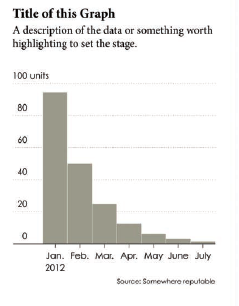 Title of this Graph
A description of the data or something worth
highlighting to set the stage.
100 units
80
60
40
20
0
Jan. Feb. Mar. Apr. May June July
2012
Source: Somewhere reputable